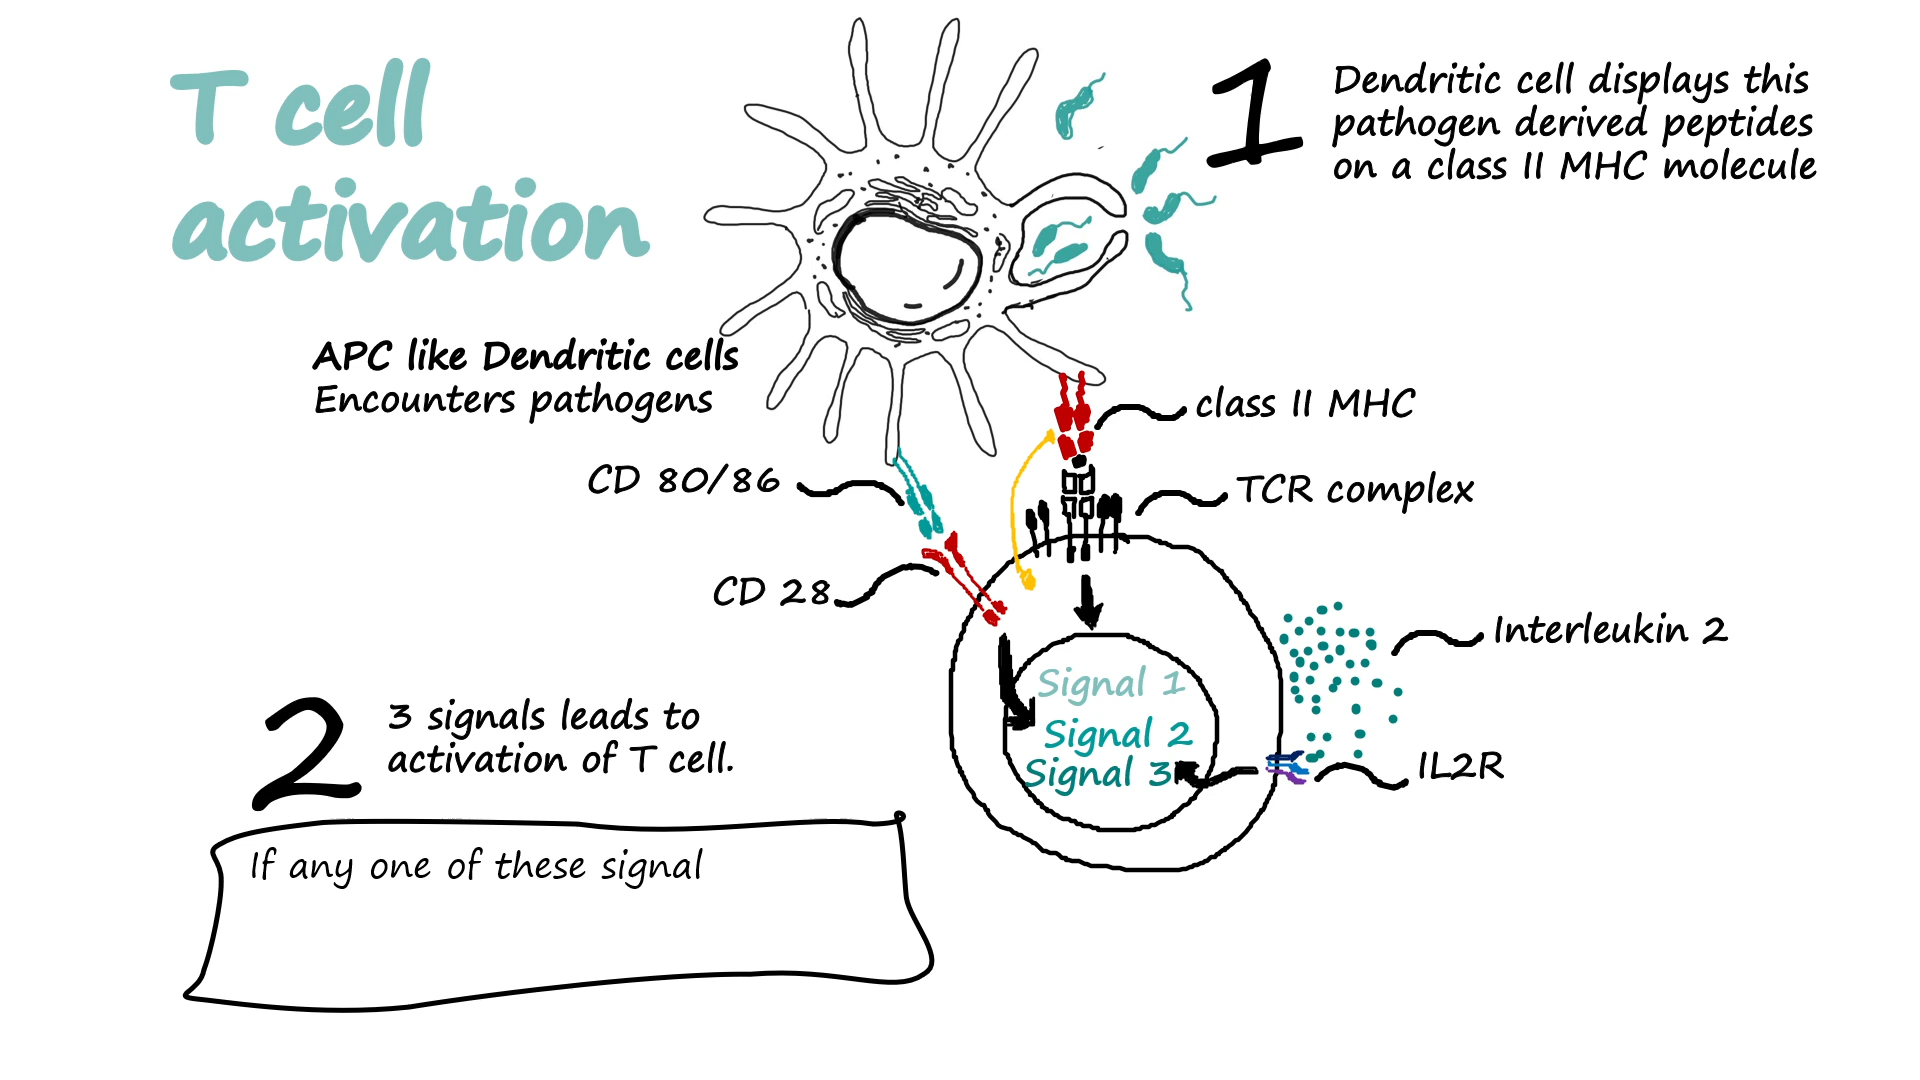 T cell
activation
1
Dendritic cell displays this
pathogen derived peptides
on a class II MHC molecule
APC like Dendritic cells
Encounters pathogens
class II MHC
CD 80/86
TCR complex
CD 28
Interleukin 2
Signal 1
Signal 2
Signal 3
IL2R
2
3 signals leads to
activation of T cell.
If any one of these signal